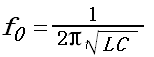 f₀ = 1 / 2π√LC